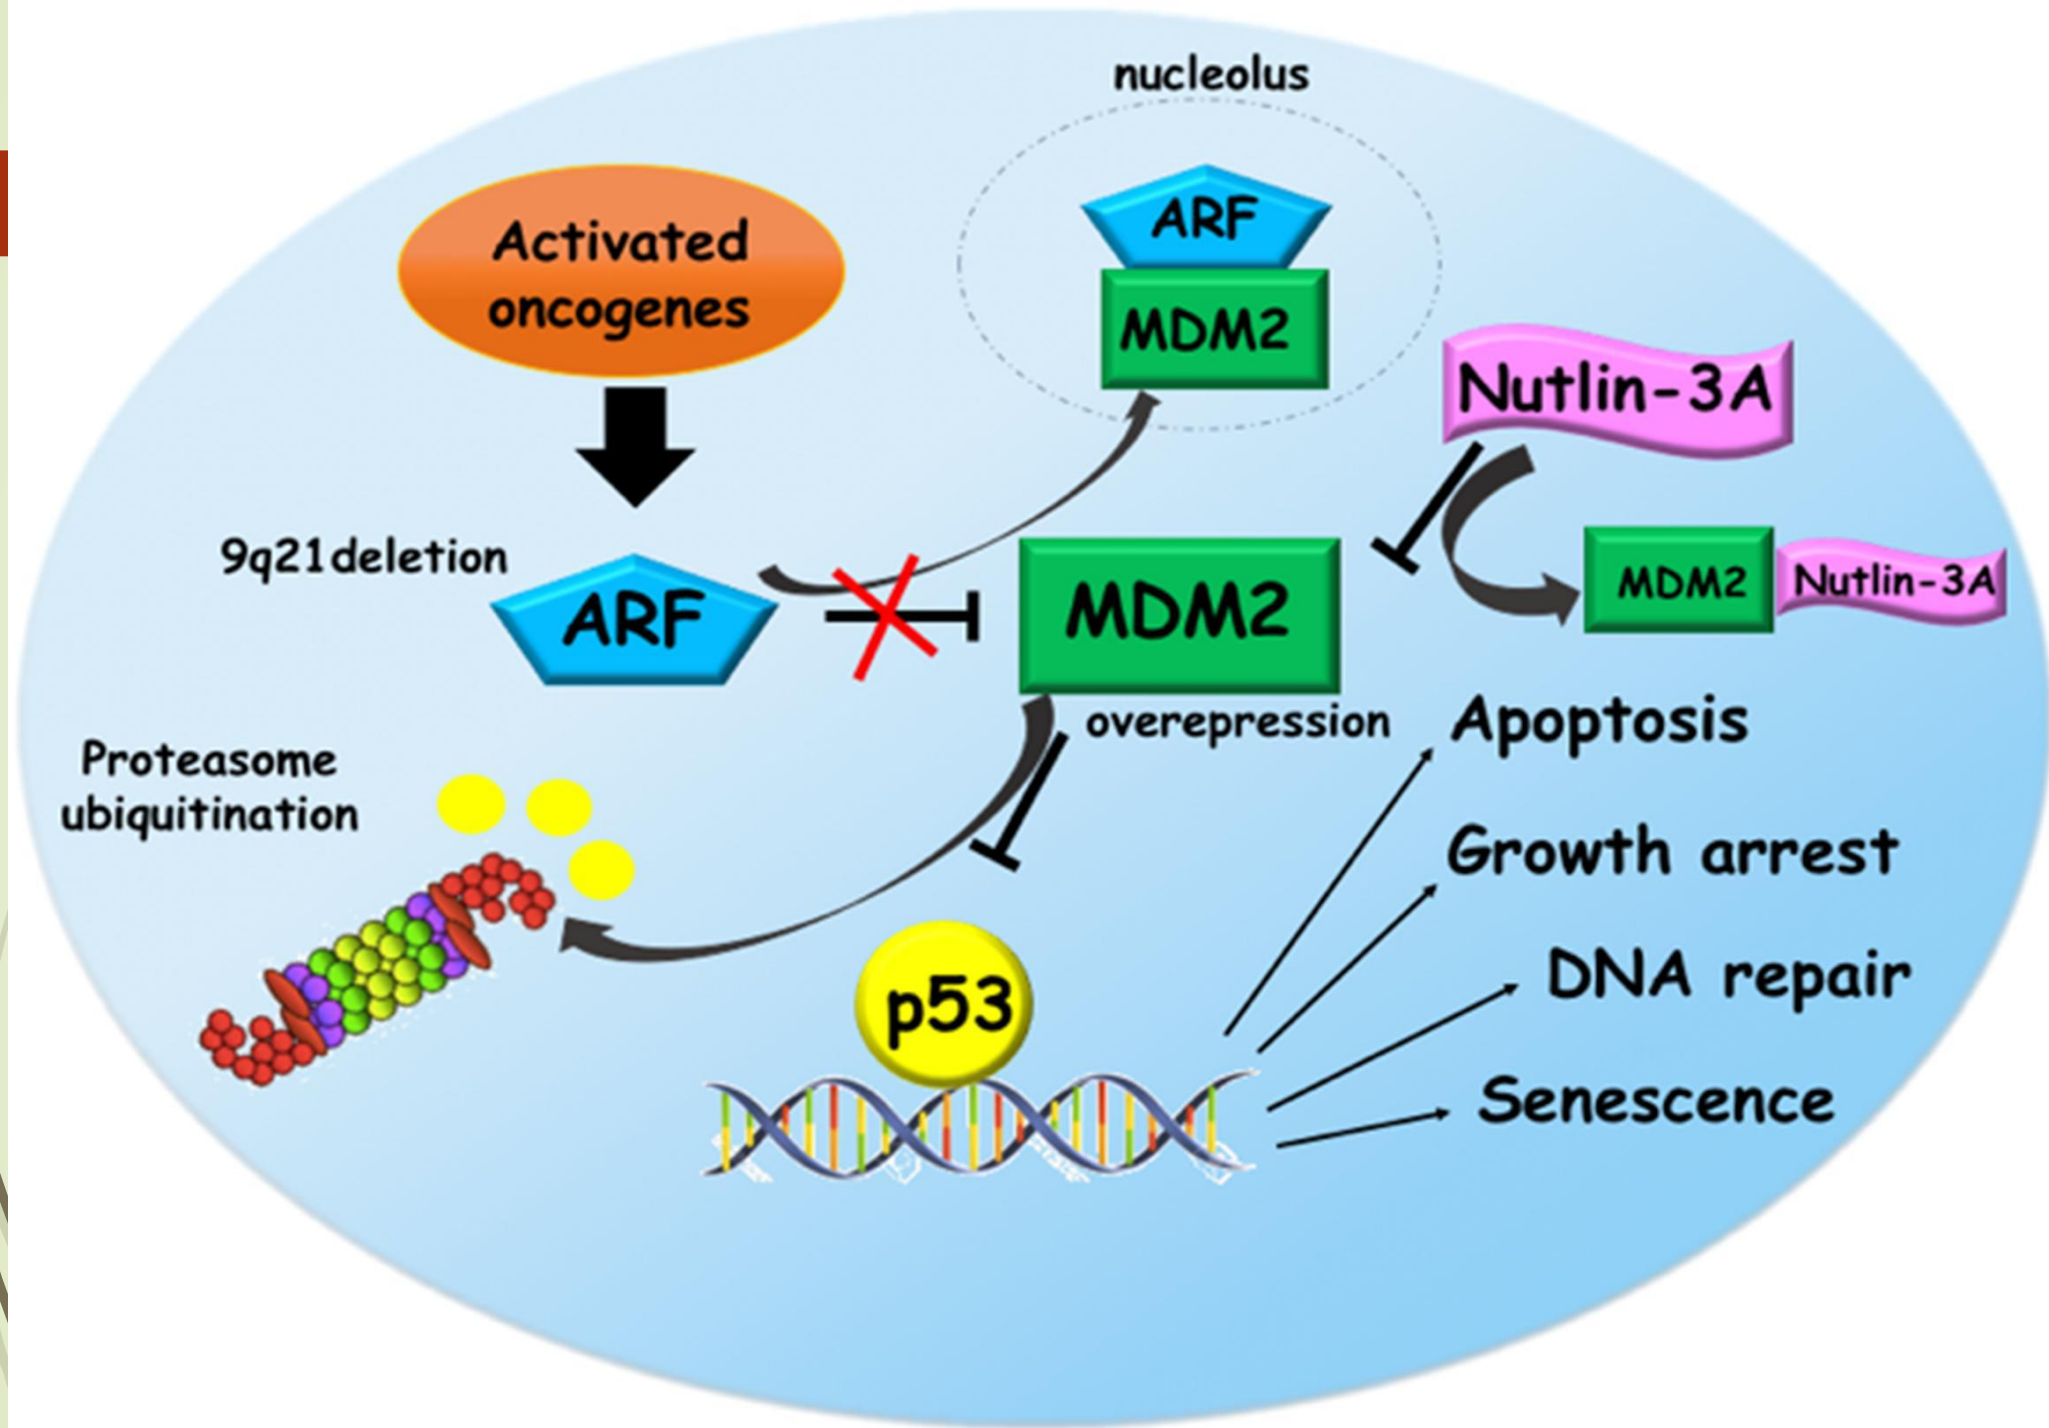 nucleolus
Activated
oncogenes
ARF
MDM2
Nutlin-3A
9q21deletion
ARF
MDM2
MDM2
Nutlin-3A
overepression
Apoptosis
Proteasome
ubiquitination
Growth arrest
p53
DNA repair
Senescence